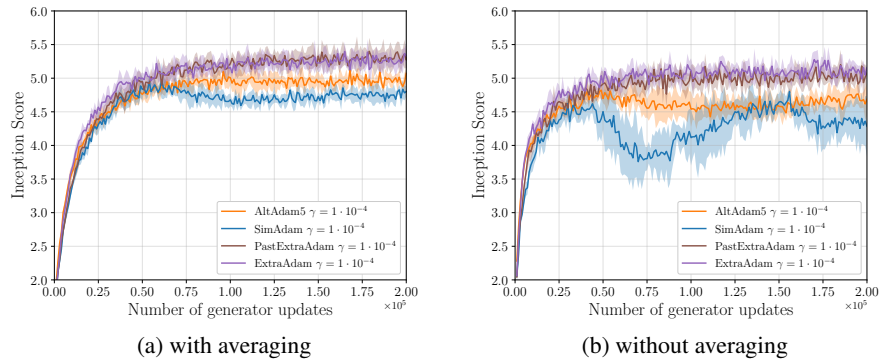 6.0
5.5
5.0
4.5
4.0
3.5
3.0
2.5
2.0
Inception Score
AltAdam5 γ = 1 · 10⁻⁴
SimAdam γ = 1 · 10⁻⁴
PastExtraAdam γ = 1 · 10⁻⁴
ExtraAdam γ = 1 · 10⁻⁴
0.00 0.25 0.50 0.75 1.00 1.25 1.50 1.75 2.00
Number of generator updates ×10⁵
(a) with averaging
6.0
5.5
5.0
4.5
4.0
3.5
3.0
2.5
2.0
Inception Score
AltAdam5 γ = 1 · 10⁻⁴
SimAdam γ = 1 · 10⁻⁴
PastExtraAdam γ = 1 · 10⁻⁴
ExtraAdam γ = 1 · 10⁻⁴
0.00 0.25 0.50 0.75 1.00 1.25 1.50 1.75 2.00
Number of generator updates ×10⁵
(b) without averaging